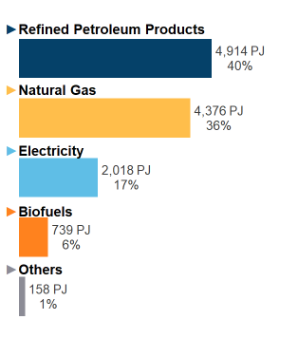 Refined Petroleum Products
4,914 PJ
40%
Natural Gas
4,376 PJ
36%
Electricity
2,018 PJ
17%
Biofuels
739 PJ
6%
Others
158 PJ
1%